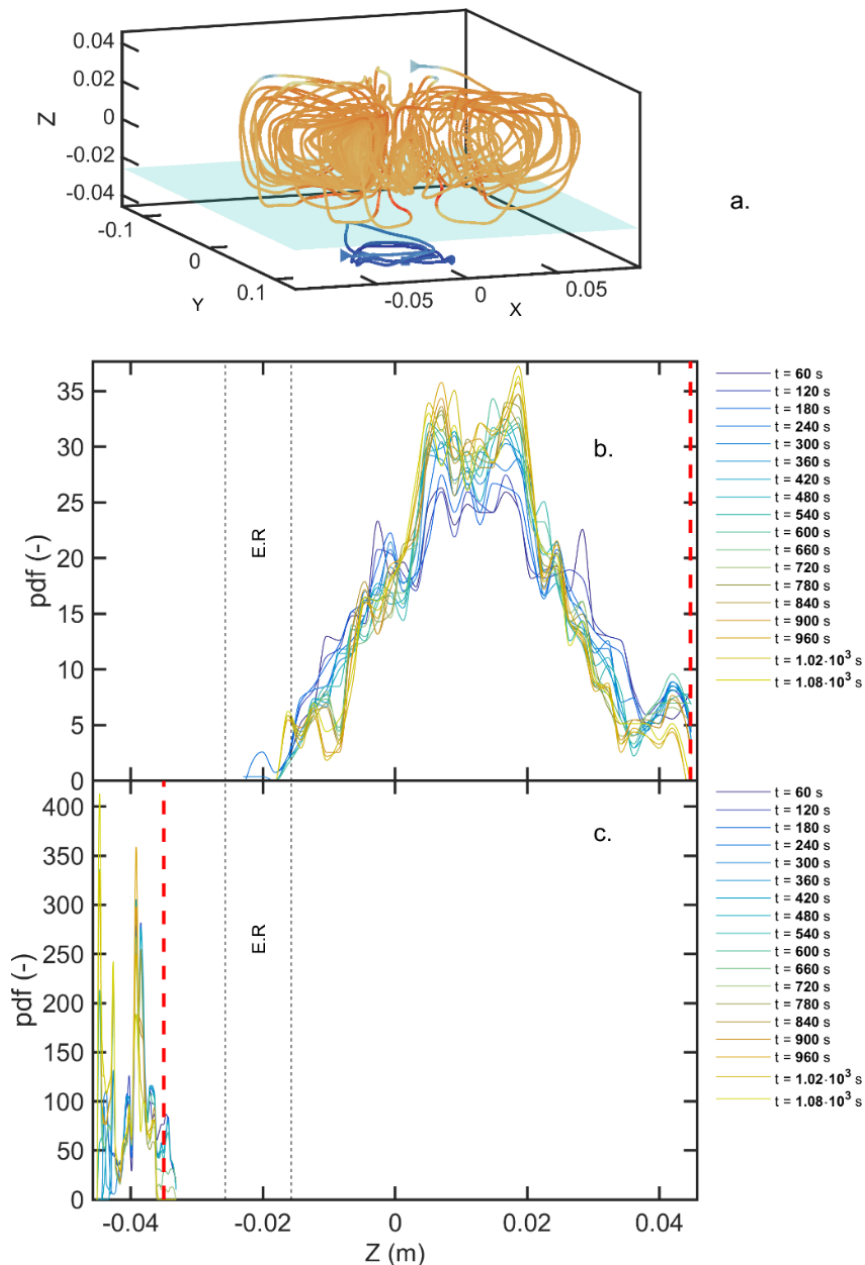 0.04
0.02
0
-0.02
-0.04
Z
a.
-0.1
0
0.1
Y
-0.05
0
0.05
X
35
30
25
20
15
10
5
0
pdf (-)
E.R
b.
t = 60 s
t = 120 s
t = 180 s
t = 240 s
t = 300 s
t = 360 s
t = 420 s
t = 480 s
t = 540 s
t = 600 s
t = 660 s
t = 720 s
t = 780 s
t = 840 s
t = 900 s
t = 960 s
t = 1.02·10³ s
t = 1.08·10³ s
400
350
300
250
200
150
100
50
0
pdf (-)
E.R
c.
t = 60 s
t = 120 s
t = 180 s
t = 240 s
t = 300 s
t = 360 s
t = 420 s
t = 480 s
t = 540 s
t = 600 s
t = 660 s
t = 720 s
t = 780 s
t = 840 s
t = 900 s
t = 960 s
t = 1.02·10³ s
t = 1.08·10³ s
-0.04 -0.02 0 0.02 0.04
Z (m)